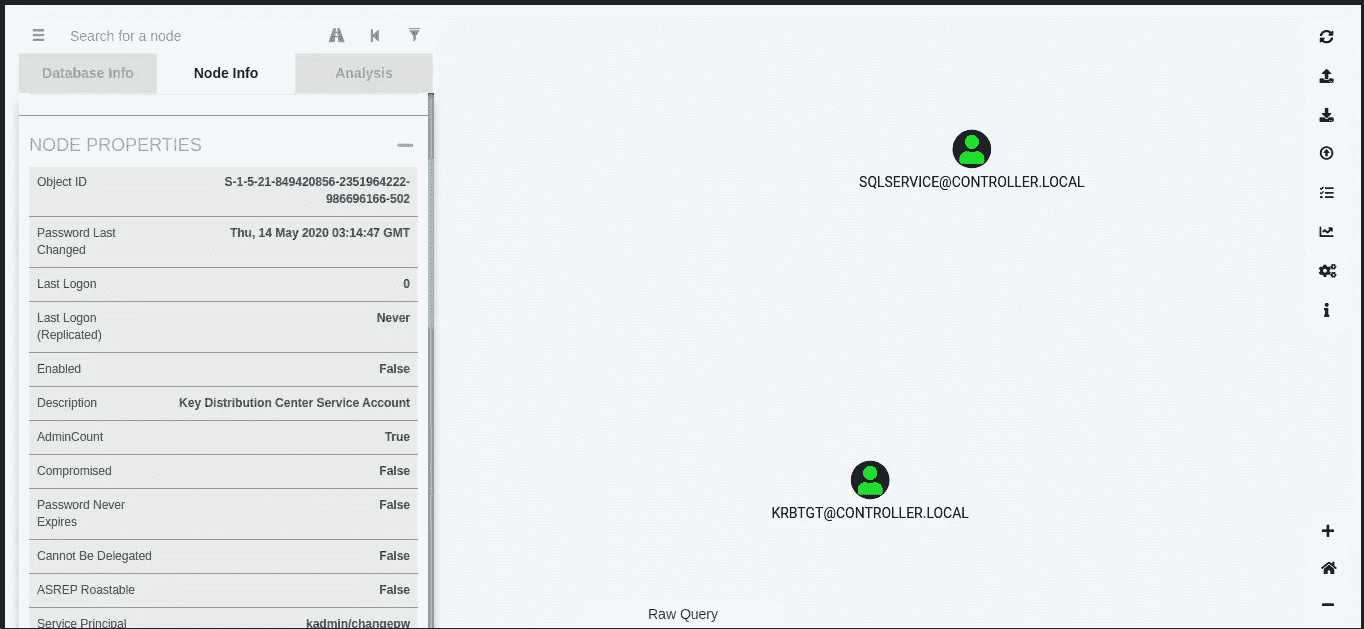 Search for a node
Database Info
Node Info
Analysis
NODE PROPERTIES
Object ID
S-1-5-21-849420856-2351964222-
986696166-502
Password Last
Changed
Thu, 14 May 2020 03:14:47 GMT
Last Logon
0
Last Logon
(Replicated)
Never
Enabled
False
Description
Key Distribution Center Service Account
AdminCount
True
Compromised
False
Password Never
Expires
False
Cannot Be Delegated
False
ASREP Roastable
False
Service Principal
kadmin/changepw
SQLSERVICE@CONTROLLER.LOCAL
KRBTGT@CONTROLLER.LOCAL
Raw Query